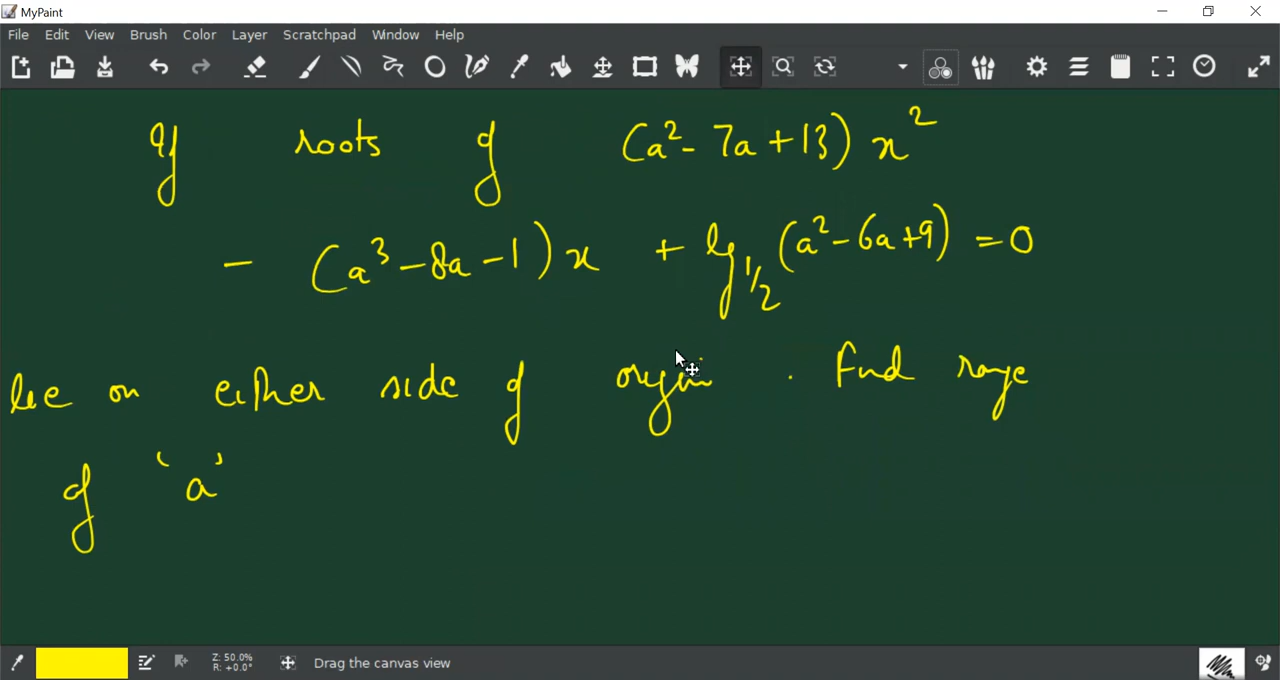 MyPaint
File Edit View Brush Color Layer Scratchpad Window Help
If roots of (a² - 7a + 13) x²
- (a³ - 8a - 1) x + log 1/2 (a² - 6a + 9) = 0
lie on either side of origin . Find range
of 'a'
Z: 50.0%
R: +0.0°
Drag the canvas view